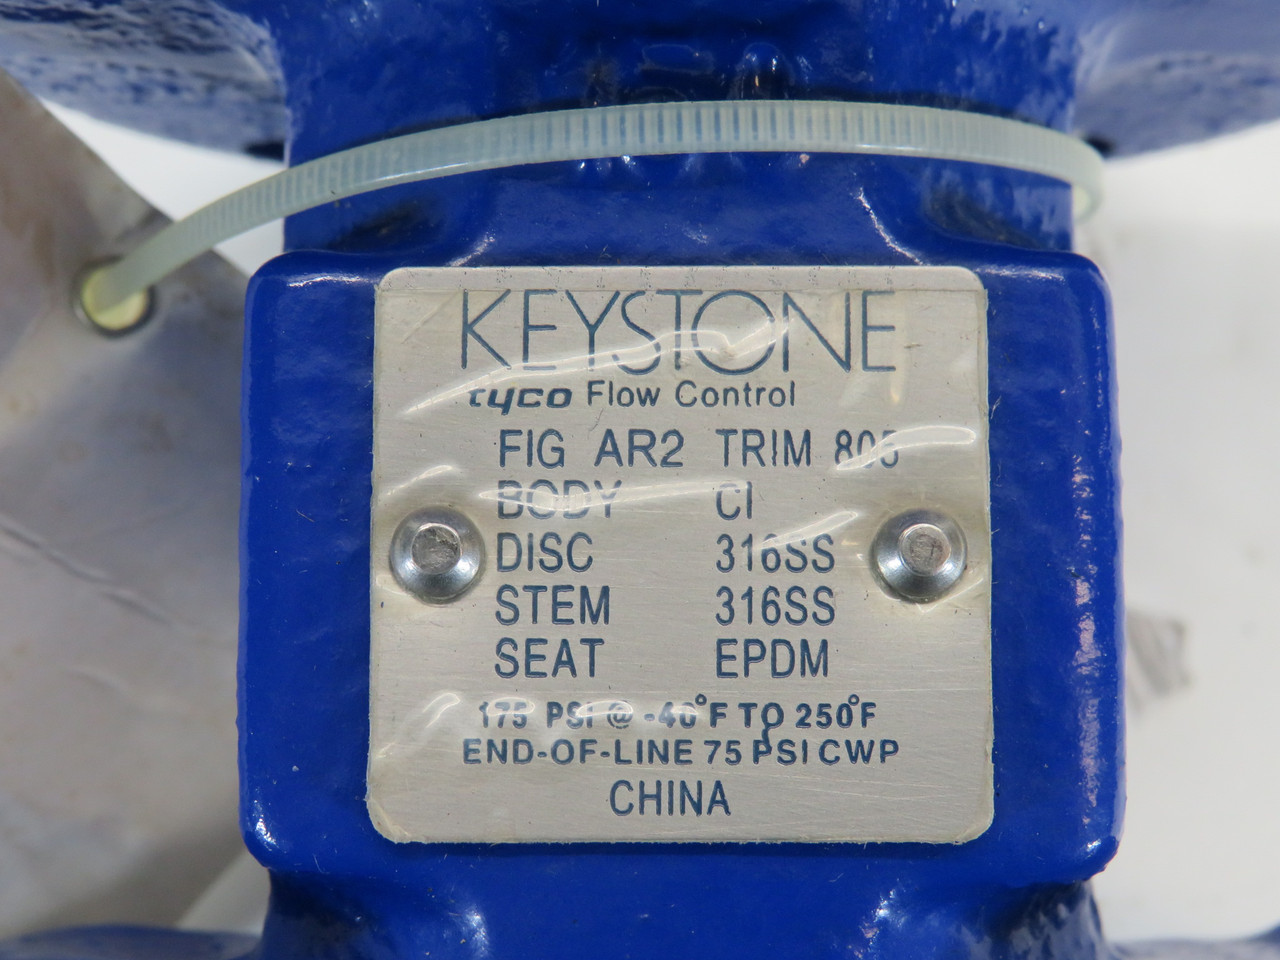 KEYSTONE
tyco Flow Control
FIG AR2 TRIM 805
BODY CI
DISC 316SS
STEM 316SS
SEAT EPDM
175 PSI @ -40°F TO 250°F
END-OF-LINE 75 PSI CWP
CHINA